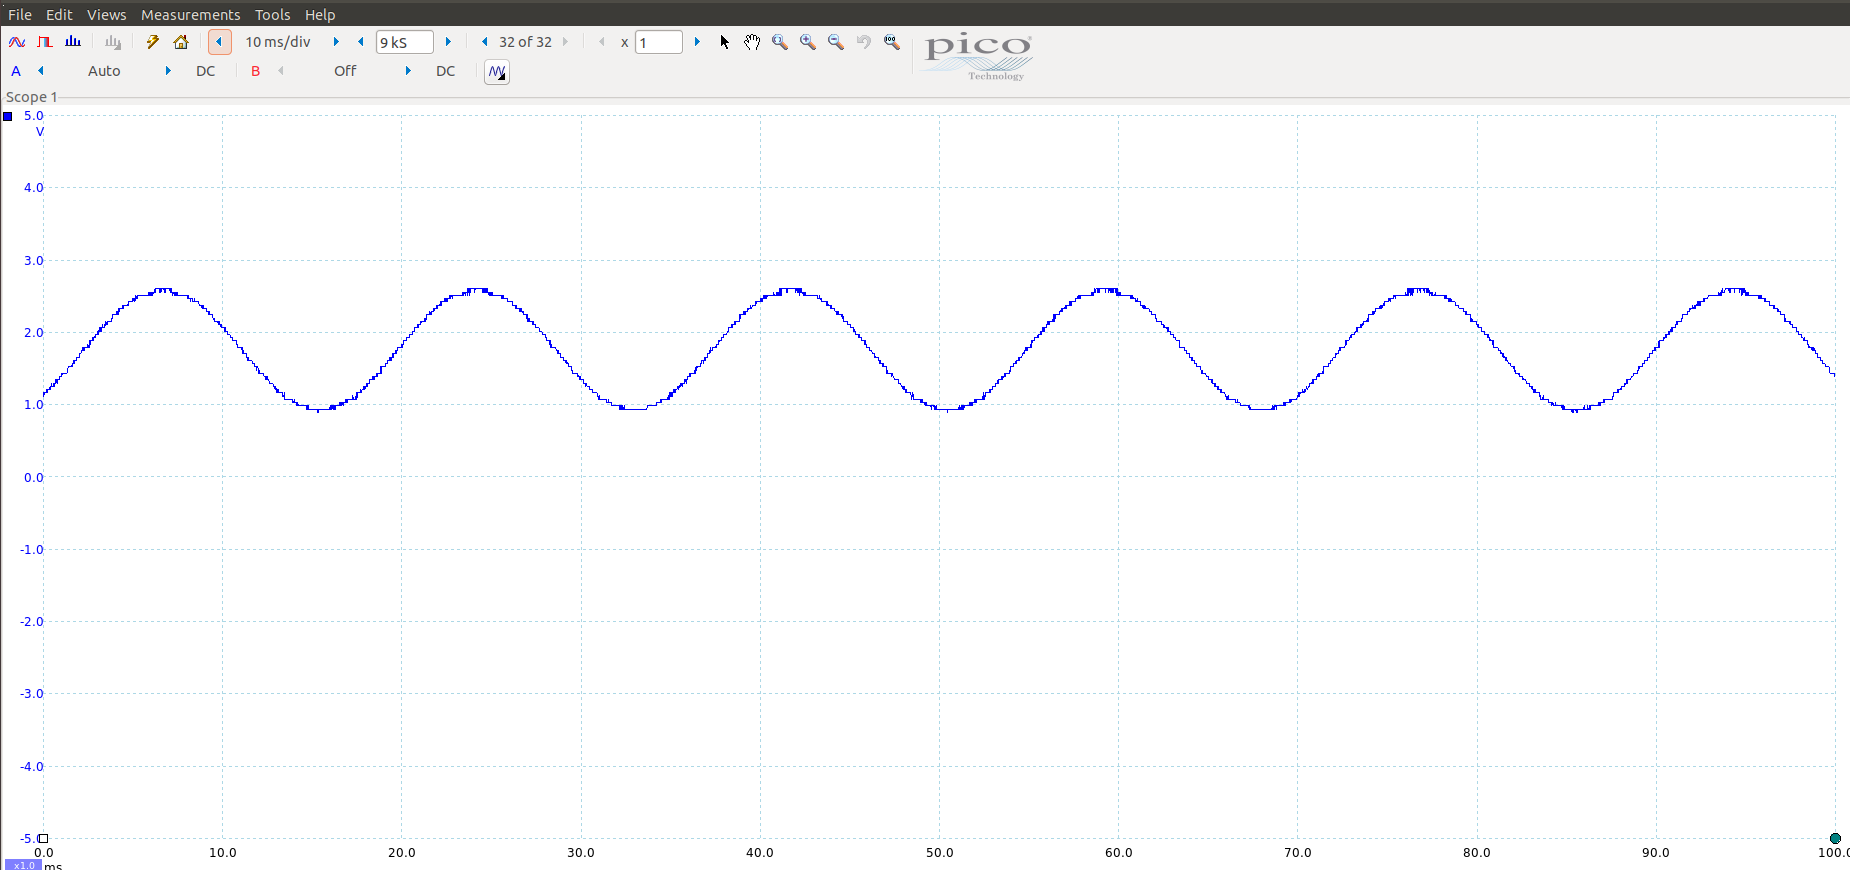 File Edit Views Measurements Tools Help
10 ms/div 9 kS 32 of 32 x 1 pico Technology
A Auto DC B Off DC
Scope 1
5.0
V
4.0
3.0
2.0
1.0
0.0
-1.0
-2.0
-3.0
-4.0
-5.0
0.0 10.0 20.0 30.0 40.0 50.0 60.0 70.0 80.0 90.0 100.0
x1.0 ms